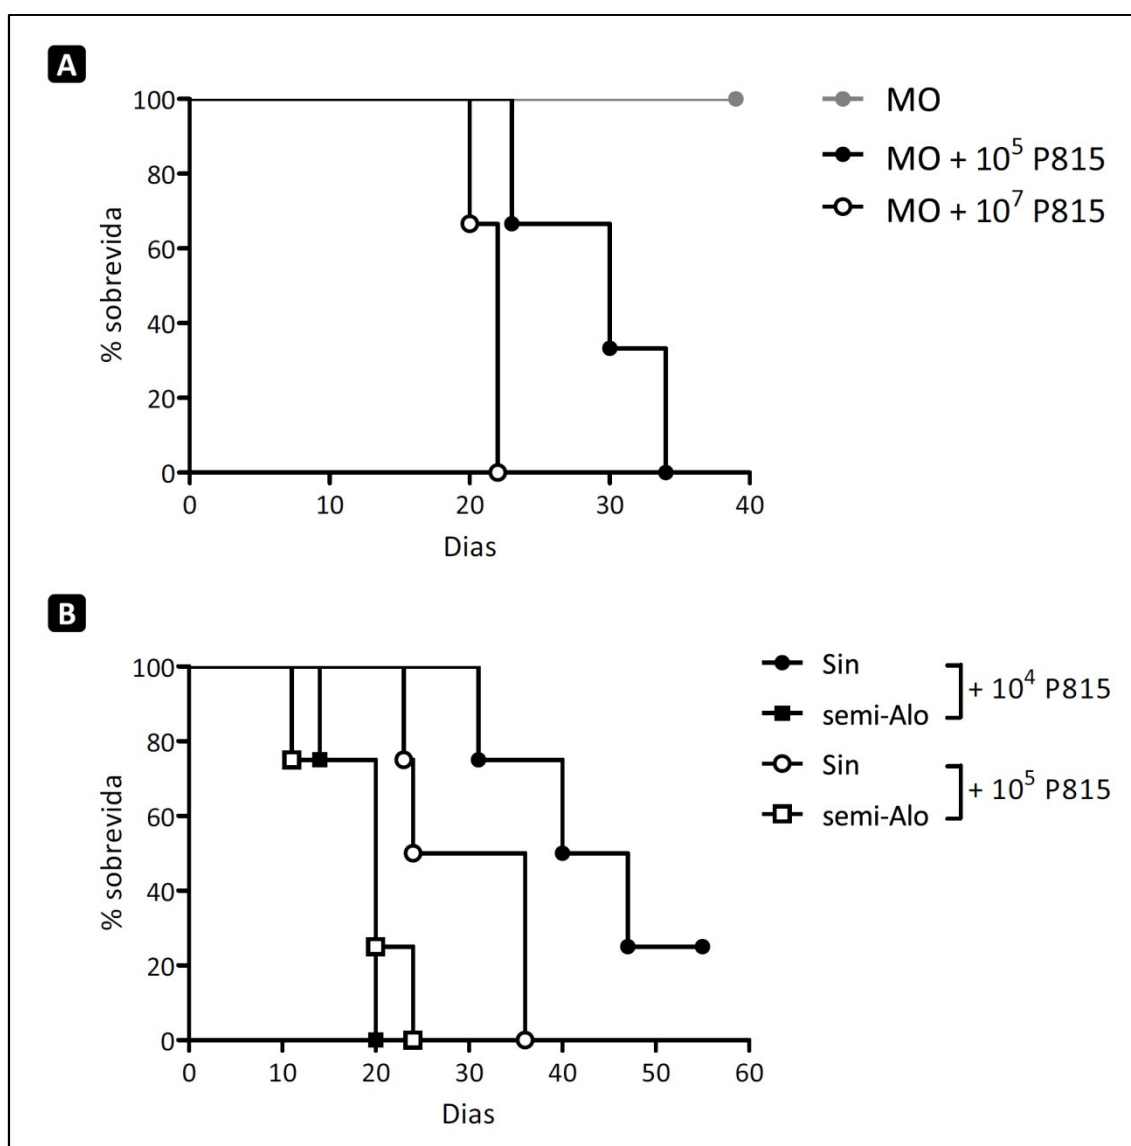 A
100
80
60
40
20
0
% sobrevida
0 10 20 30 40
Dias
MO
MO + 10⁵ P815
MO + 10⁷ P815
B
100
80
60
40
20
0
% sobrevida
0 10 20 30 40 50 60
Dias
Sin
semi-Alo
+ 10⁴ P815
Sin
semi-Alo
+ 10⁵ P815